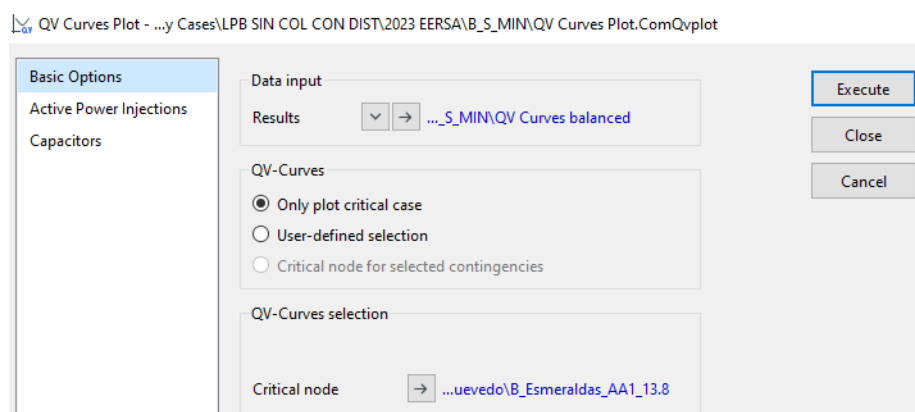 QV Curves Plot - ...y Cases\LPB SIN COL CON DIST\2023 EERSA\B_S_MIN\QV Curves Plot.ComQvplot
Basic Options
Active Power Injections
Capacitors
Data input
Results ..._S_MIN\QV Curves balanced
QV-Curves
Only plot critical case
User-defined selection
Critical node for selected contingencies
QV-Curves selection
Critical node ...uevedo\B_Esmeraldas_AA1_13.8
Execute
Close
Cancel